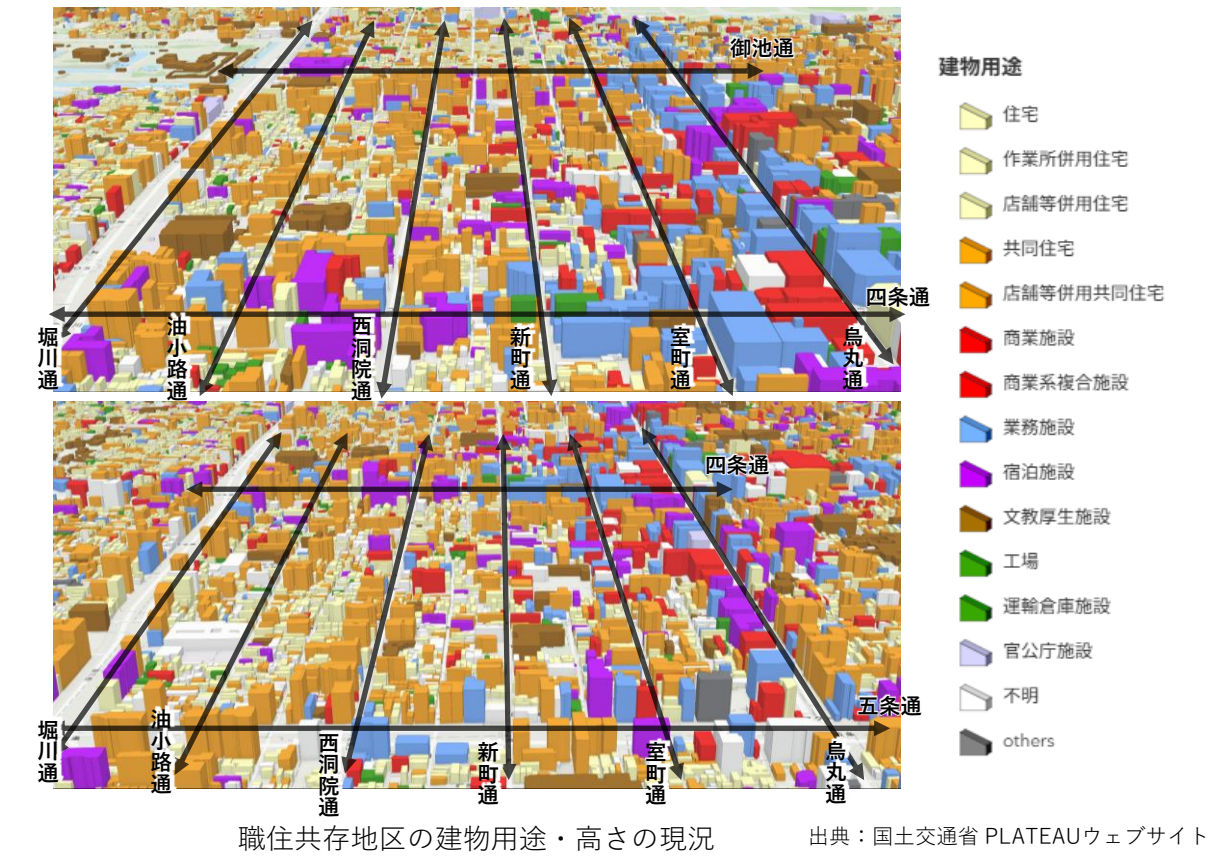 御池通
四条通
堀川通
油小路通
西洞院通
新町通
室町通
烏丸通
四条通
五条通
堀川通
油小路通
西洞院通
新町通
室町通
烏丸通
建物用途
住宅
作業所併用住宅
店舗等併用住宅
共同住宅
店舗等併用共同住宅
商業施設
商業系複合施設
業務施設
宿泊施設
文教厚生施設
工場
運輸倉庫施設
官公庁施設
不明
others
職住共存地区の建物用途・高さの現況
出典：国土交通省 PLATEAUウェブサイト